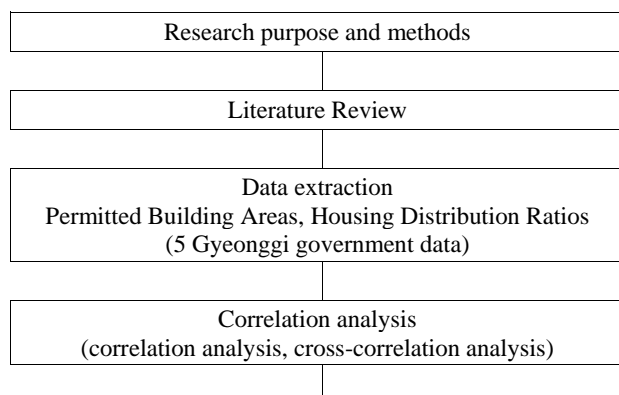 Research purpose and methods
Literature Review
Data extraction
Permitted Building Areas, Housing Distribution Ratios
(5 Gyeonggi government data)
Correlation analysis
(correlation analysis, cross-correlation analysis)